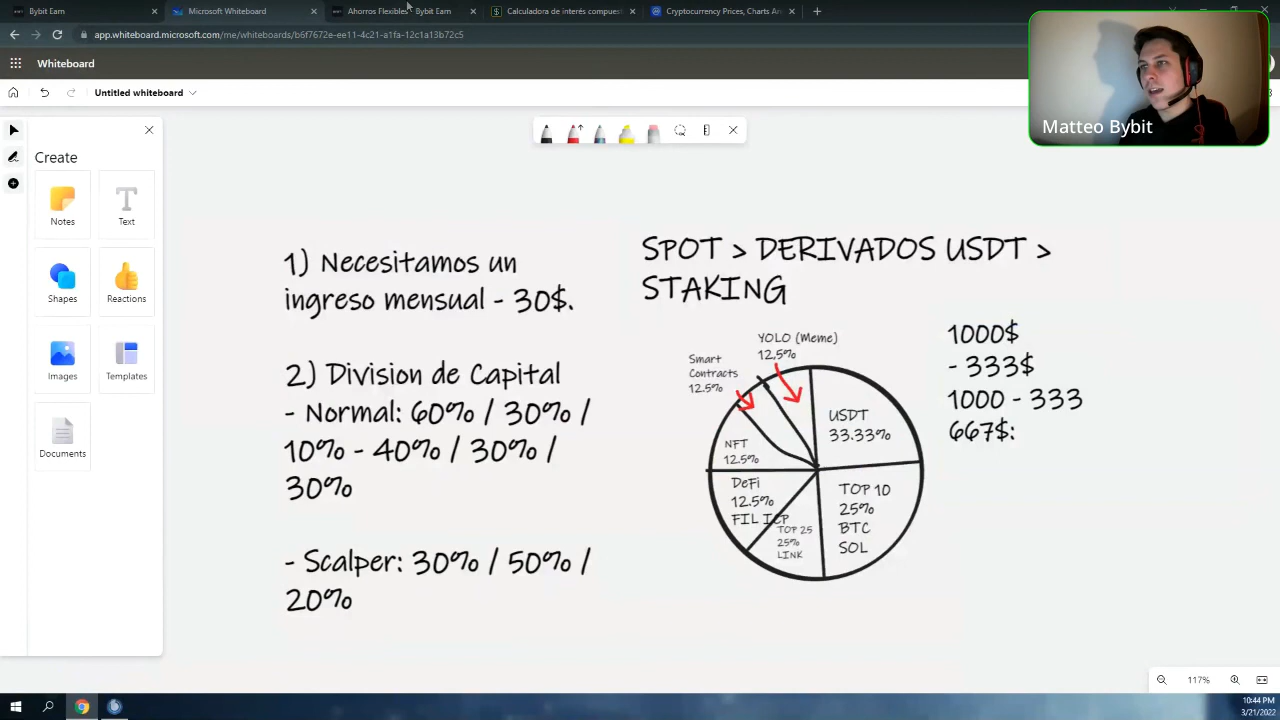 Bybit Earn
Microsoft Whiteboard
Ahorros Flexibles - Bybit Earn
Calculadora de interés compues
Cryptocurrency Prices, Charts An
app.whiteboard.microsoft.com/me/whiteboards/b6f7672e-ee11-4c21-a1fa-12c1a13b72c5
Whiteboard
Untitled whiteboard
Matteo Bybit
Create
Notes
Text
Shapes
Reactions
Images
Templates
Documents
1) Necesitamos un
ingreso mensual - 30$.
2) Division de Capital
- Normal: 60% / 30% /
10% - 40% / 30% /
30%
- Scalper: 30% / 50% /
20%
SPOT > DERIVADOS USDT >
STAKING
YOLO (Meme)
12,5%
Smart
Contracts
12.5%
USDT
33.33%
NFT
12.5%
DeFi
12.5%
FIL ICP
TOP 25
25%
LINK
TOP 10
25%
BTC
SOL
1000$
- 333$
1000 - 333
667$:
117%
10:44 PM
3/21/2022